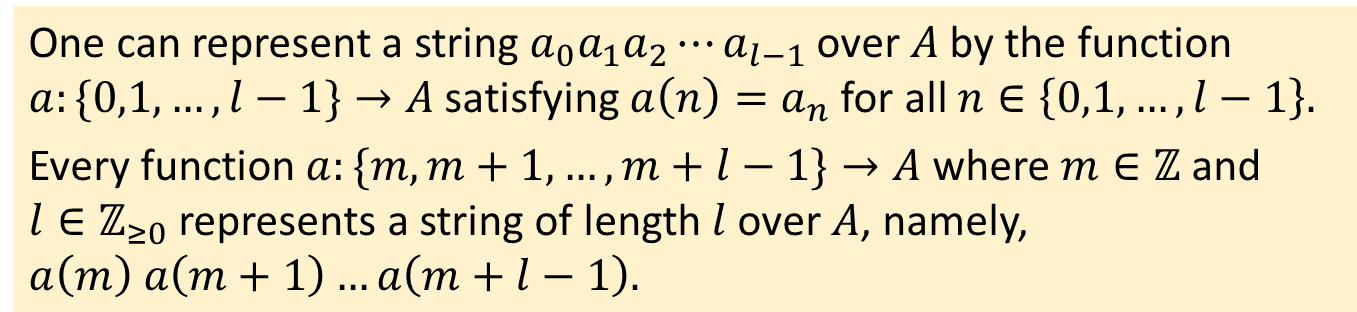 One can represent a string a₀a₁a₂ ⋯ aₗ₋₁ over A by the function
a: {0,1, … , l − 1} → A satisfying a(n) = aₙ for all n ∈ {0,1, … , l − 1}.
Every function a: {m, m + 1, … , m + l − 1} → A where m ∈ ℤ and
l ∈ ℤ≥₀ represents a string of length l over A, namely,
a(m) a(m + 1) … a(m + l − 1).